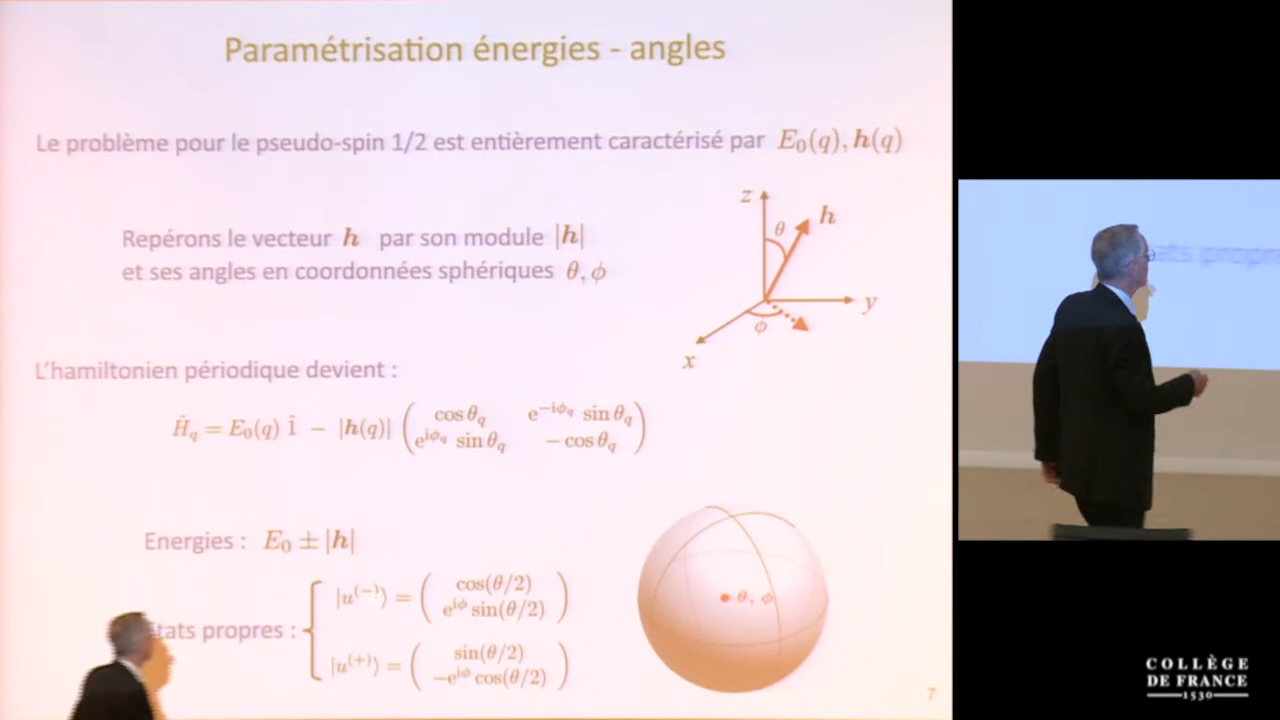 Paramétrisation énergies - angles
Le problème pour le pseudo-spin 1/2 est entièrement caractérisé par E₀(q), h(q)
Repérons le vecteur h par son module |h|
et ses angles en coordonnées sphériques θ, ϕ
z
h
θ
y
ϕ
x
L'hamiltonien périodique devient :
Ĥ_q = E₀(q) 1̂ − |h(q)| ( cos θ_q e^{−iϕ_q} sin θ_q
e^{iϕ_q} sin θ_q − cos θ_q )
Energies : E₀ ± |h|
tats propres :
|u⁽⁻⁾⟩ = ( cos(θ/2)
e^{iϕ} sin(θ/2) )
|u⁽⁺⁾⟩ = ( sin(θ/2)
−e^{iϕ} cos(θ/2) )
θ, ϕ
7
COLLÈGE
DE FRANCE
1530